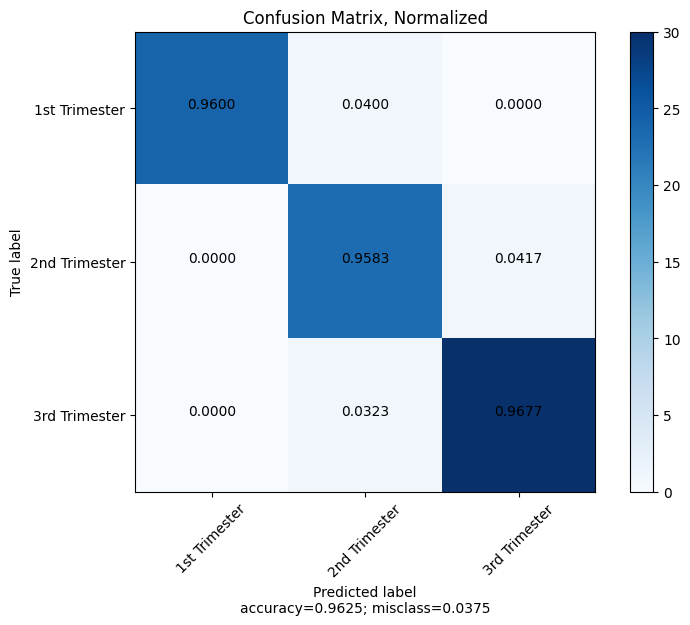 Confusion Matrix, Normalized
30
25
20
15
10
5
0
True label
1st Trimester
0.9600 0.0400 0.0000
2nd Trimester
0.0000 0.9583 0.0417
3rd Trimester
0.0000 0.0323 0.9677
1st Trimester
2nd Trimester
3rd Trimester
Predicted label
accuracy=0.9625; misclass=0.0375